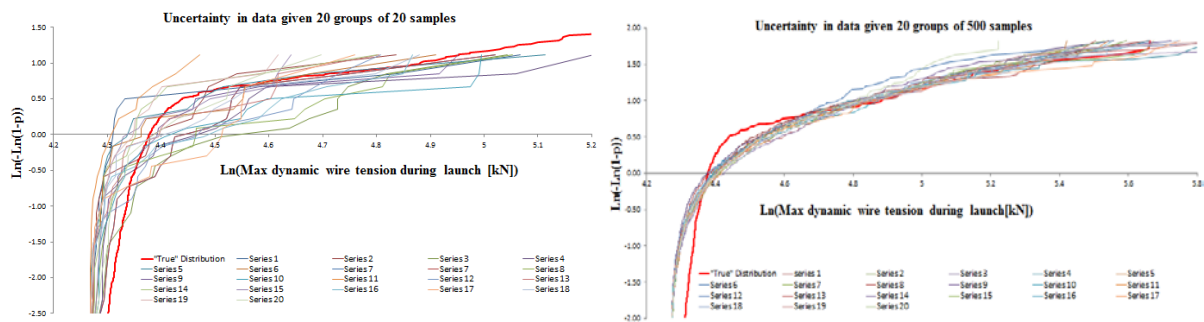 Uncertainty in data given 20 groups of 20 samples
1.50
1.00
0.50
0.00
-0.50
-1.00
-1.50
-2.00
-2.50
4.2
4.3
4.4
4.5
4.6
4.7
4.8
4.9
5
5.1
5.2
Ln(-Ln(1-p))
Ln(Max dynamic wire tension during launch [kN])
"True" Distribution Series 1 Series 2 Series 3 Series 4
Series 5 Series 6 Series 7 Series 7 Series 8
Series 9 Series 10 Series 12 Series 11 Series 13
Series 14 Series 15 Series 16 Series 17 Series 18
Series 19 Series 20
Uncertainty in data given 20 groups of 500 samples
2.00
1.50
1.00
0.50
0.00
-0.50
-1.00
-1.50
-2.00
4.2
4.4
4.6
4.8
5
5.2
5.4
5.6
5.8
Ln(-Ln(1-p))
Ln(Max dynamic wire tension during launch[kN])
"True" Distribution series 1 Series 2 Series 3 Series 4 Series 5
Series 6 Series 7 Series 8 Series 9 Series 10 Series 11
Series 12 Series 13 Series 14 Series 15 Series 16 Series 17
Series 18 Series 19 Series 20